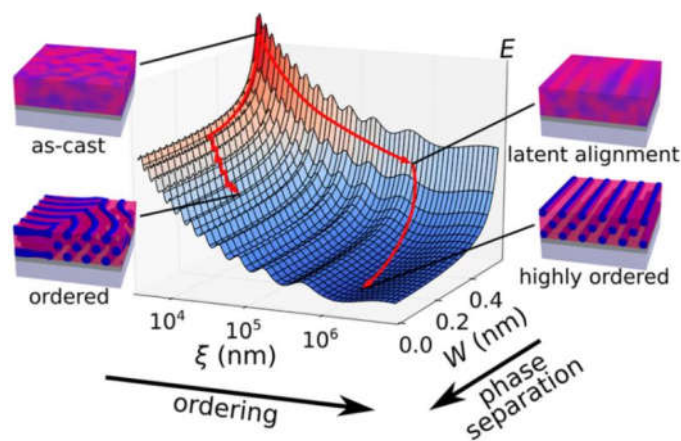 E
as-cast
latent alignment
ordered
highly ordered
10⁴
10⁵
10⁶
ξ (nm)
0.0
0.2
0.4
W (nm)
ordering
phase
separation